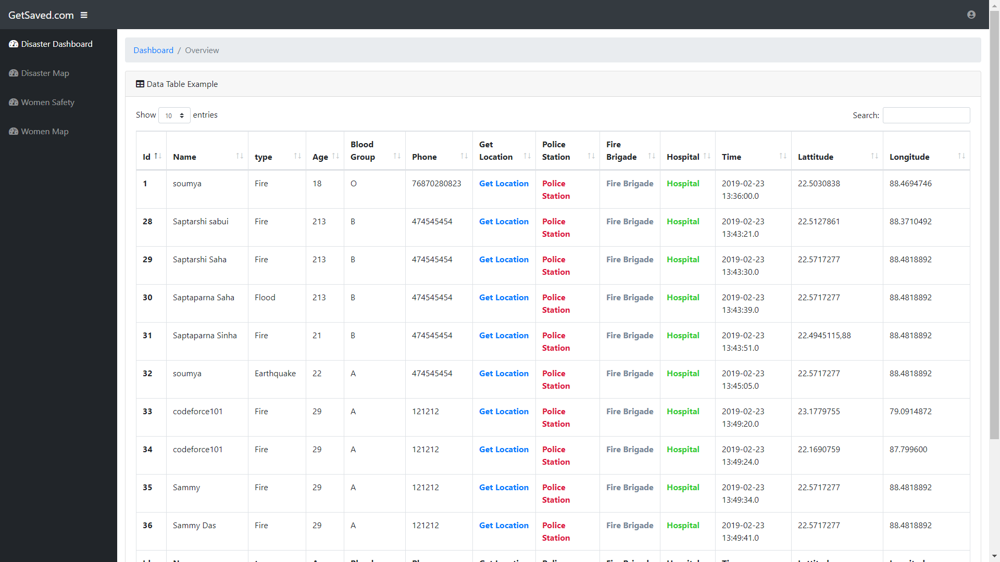 GetSaved.com
Disaster Dashboard
Disaster Map
Women Safety
Women Map
Dashboard / Overview
Data Table Example
Show 10 entries
Search:
Id Name type Age Blood Group Phone Get Location Police Station Fire Brigade Hospital Time Lattitude Longitude
1 soumya Fire 18 O 76870280823 Get Location Police Station Fire Brigade Hospital 2019-02-23 13:36:00.0 22.5030838 88.4694746
28 Saptarshi sabui Fire 213 B 474545454 Get Location Police Station Fire Brigade Hospital 2019-02-23 13:43:21.0 22.5127861 88.3710492
29 Saptarshi Saha Fire 213 B 474545454 Get Location Police Station Fire Brigade Hospital 2019-02-23 13:43:30.0 22.5717277 88.4818892
30 Saptaparna Saha Flood 213 B 474545454 Get Location Police Station Fire Brigade Hospital 2019-02-23 13:43:39.0 22.5717277 88.4818892
31 Saptaparna Sinha Fire 21 B 474545454 Get Location Police Station Fire Brigade Hospital 2019-02-23 13:43:51.0 22.4945115,88 88.4818892
32 soumya Earthquake 22 A 474545454 Get Location Police Station Fire Brigade Hospital 2019-02-23 13:45:05.0 22.5717277 88.4818892
33 codeforce101 Fire 29 A 121212 Get Location Police Station Fire Brigade Hospital 2019-02-23 13:49:20.0 23.1779755 79.0914872
34 codeforce101 Fire 29 A 121212 Get Location Police Station Fire Brigade Hospital 2019-02-23 13:49:24.0 22.1690759 87.799600
35 Sammy Fire 29 A 121212 Get Location Police Station Fire Brigade Hospital 2019-02-23 13:49:34.0 22.5717277 88.4818892
36 Sammy Das Fire 29 A 121212 Get Location Police Station Fire Brigade Hospital 2019-02-23 13:49:41.0 22.5717277 88.4818892